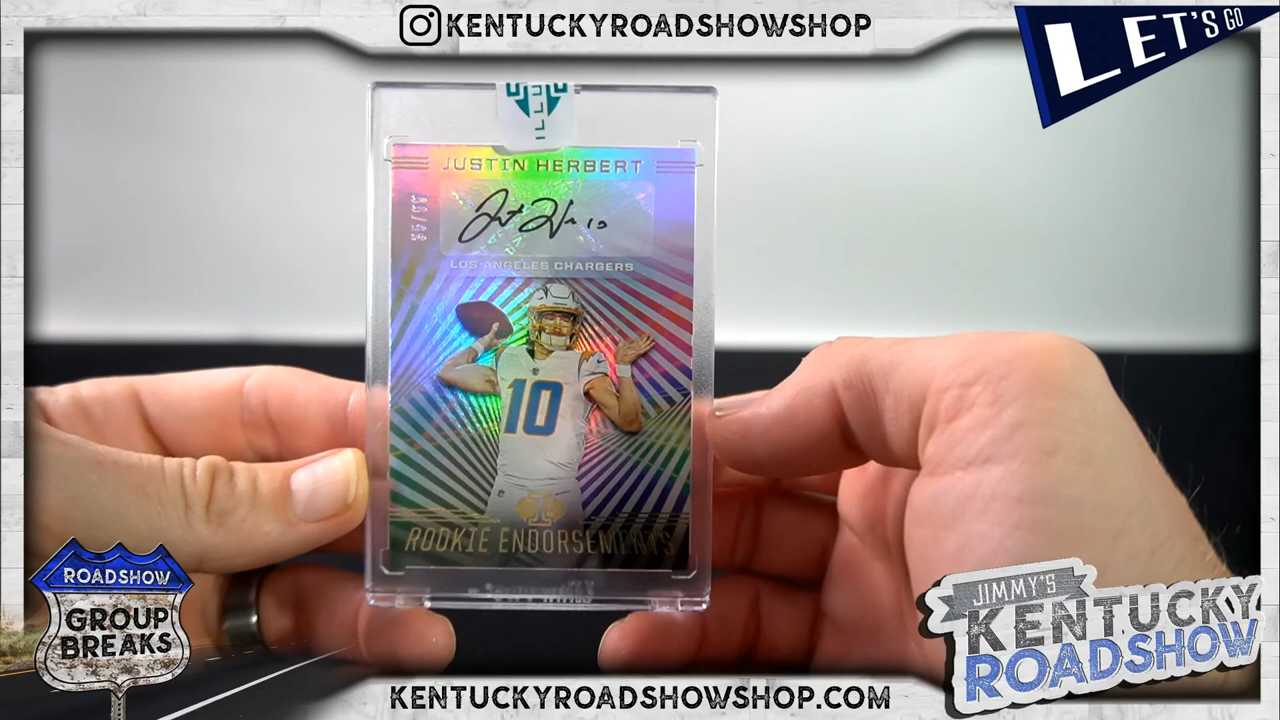 KENTUCKYROADSHOWSHOP
LET'S GO
JUSTIN HERBERT
LOS ANGELES CHARGERS
10
ROOKIE ENDORSEMENTS
ROADSHOW
GROUP
BREAKS
JIMMY'S
KENTUCKY
ROADSHOW
KENTUCKYROADSHOWSHOP.COM